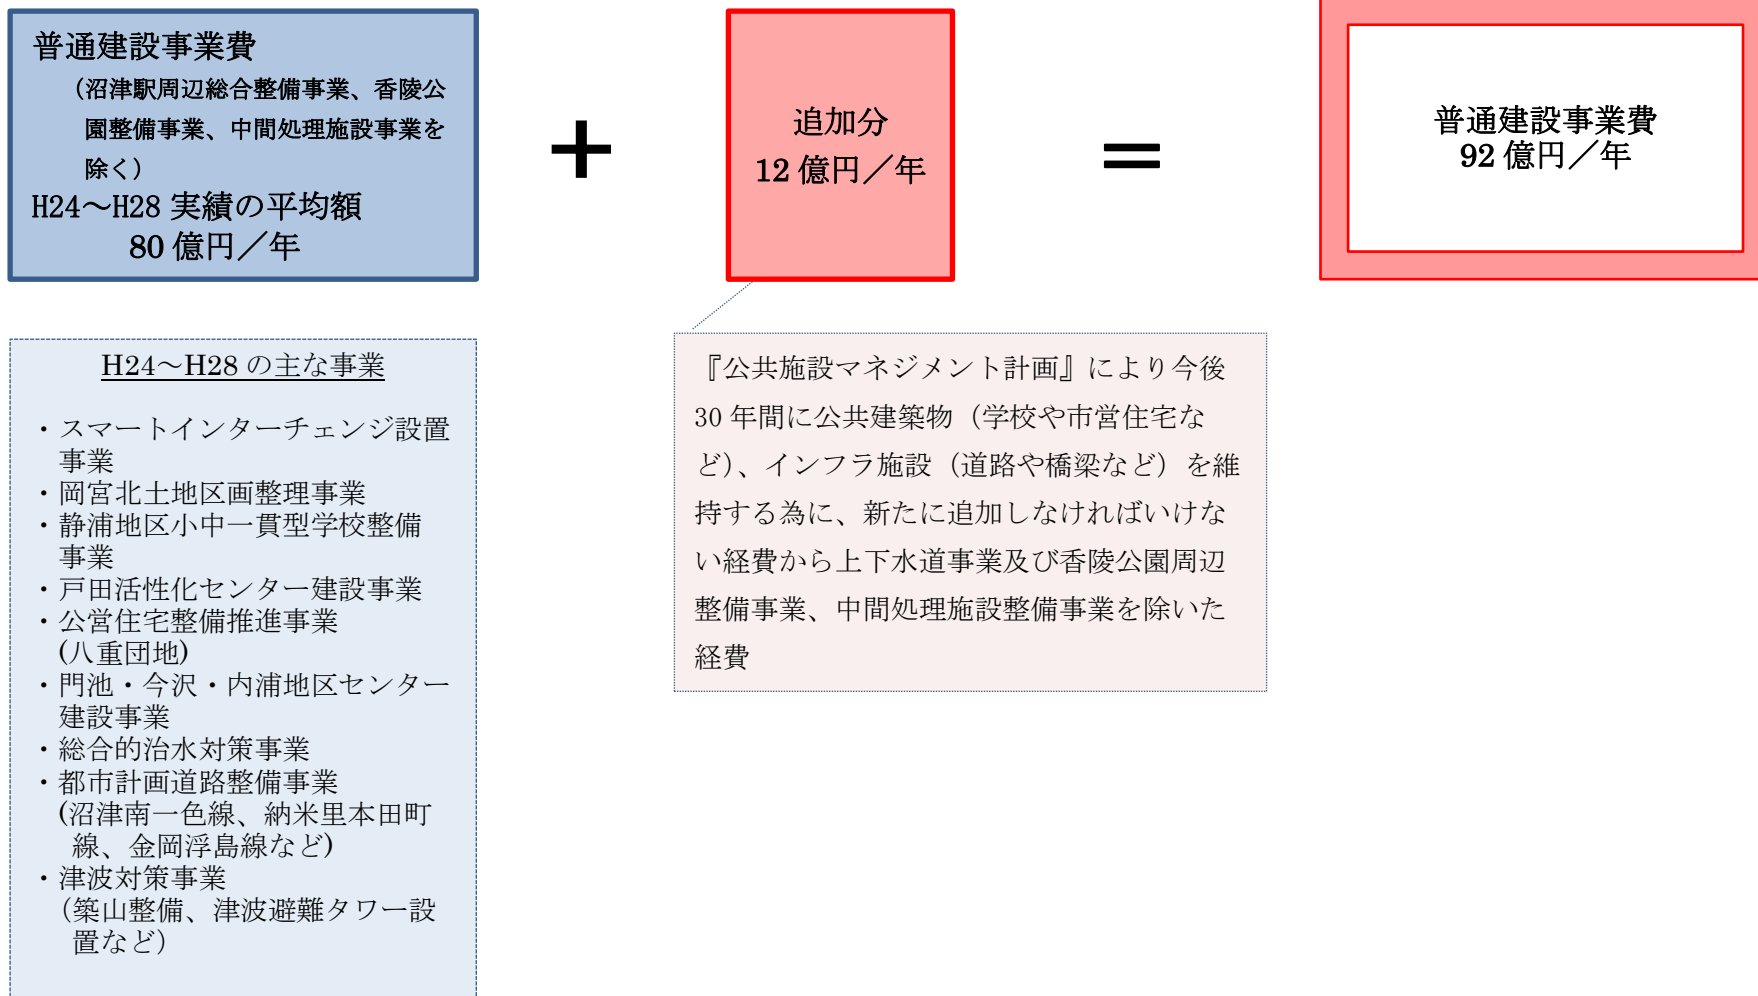 普通建設事業費
（沼津駅周辺総合整備事業、香陵公
園整備事業、中間処理施設事業を
除く）
H24～H28 実績の平均額
80 億円／年
＋
追加分
12 億円／年
＝
普通建設事業費
92 億円／年
H24～H28 の主な事業
・スマートインターチェンジ設置
事業
・岡宮北土地区画整理事業
・静浦地区小中一貫型学校整備
事業
・戸田活性化センター建設事業
・公営住宅整備推進事業
(八重団地)
・門池・今沢・内浦地区センター
建設事業
・総合的治水対策事業
・都市計画道路整備事業
(沼津南一色線、納米里本田町
線、金岡浮島線など)
・津波対策事業
（築山整備、津波避難タワー設
置など）
『公共施設マネジメント計画』により今後
30 年間に公共建築物（学校や市営住宅な
ど）、インフラ施設（道路や橋梁など）を維
持する為に、新たに追加しなければいけな
い経費から上下水道事業及び香陵公園周辺
整備事業、中間処理施設整備事業を除いた
経費